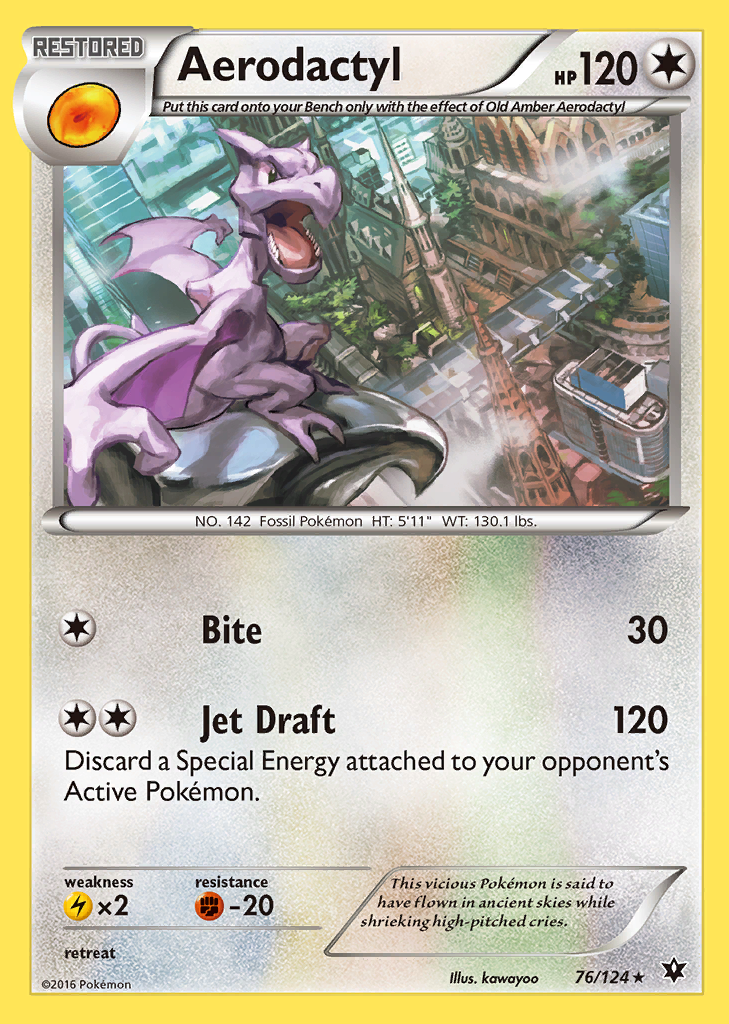 RESTORED
Aerodactyl
HP 120
Put this card onto your Bench only with the effect of Old Amber Aerodactyl
NO. 142 Fossil Pokémon HT: 5'11" WT: 130.1 lbs.
Bite 30
Jet Draft 120
Discard a Special Energy attached to your opponent's
Active Pokémon.
weakness resistance
×2 -20
retreat
This vicious Pokémon is said to
have flown in ancient skies while
shrieking high-pitched cries.
©2016 Pokémon
Illus. kawayoo 76/124 ★